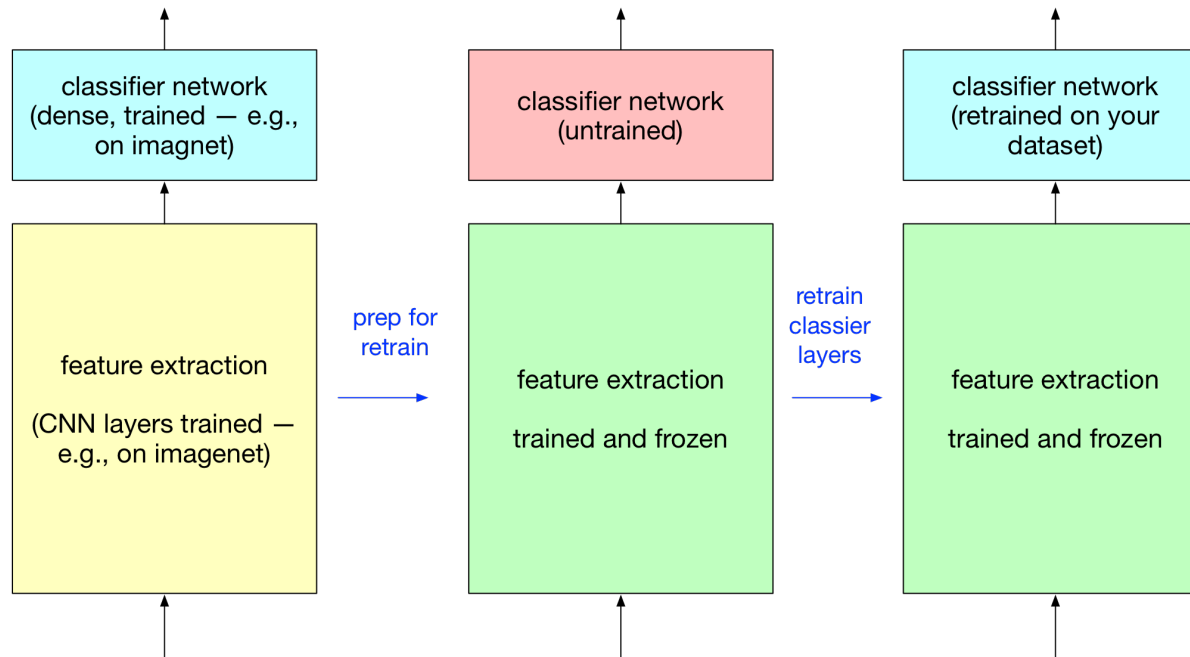 classifier network
(dense, trained — e.g.,
on imagnet)
classifier network
(untrained)
classifier network
(retrained on your
dataset)
feature extraction
(CNN layers trained —
e.g., on imagenet)
prep for
retrain
feature extraction
trained and frozen
retrain
classier
layers
feature extraction
trained and frozen